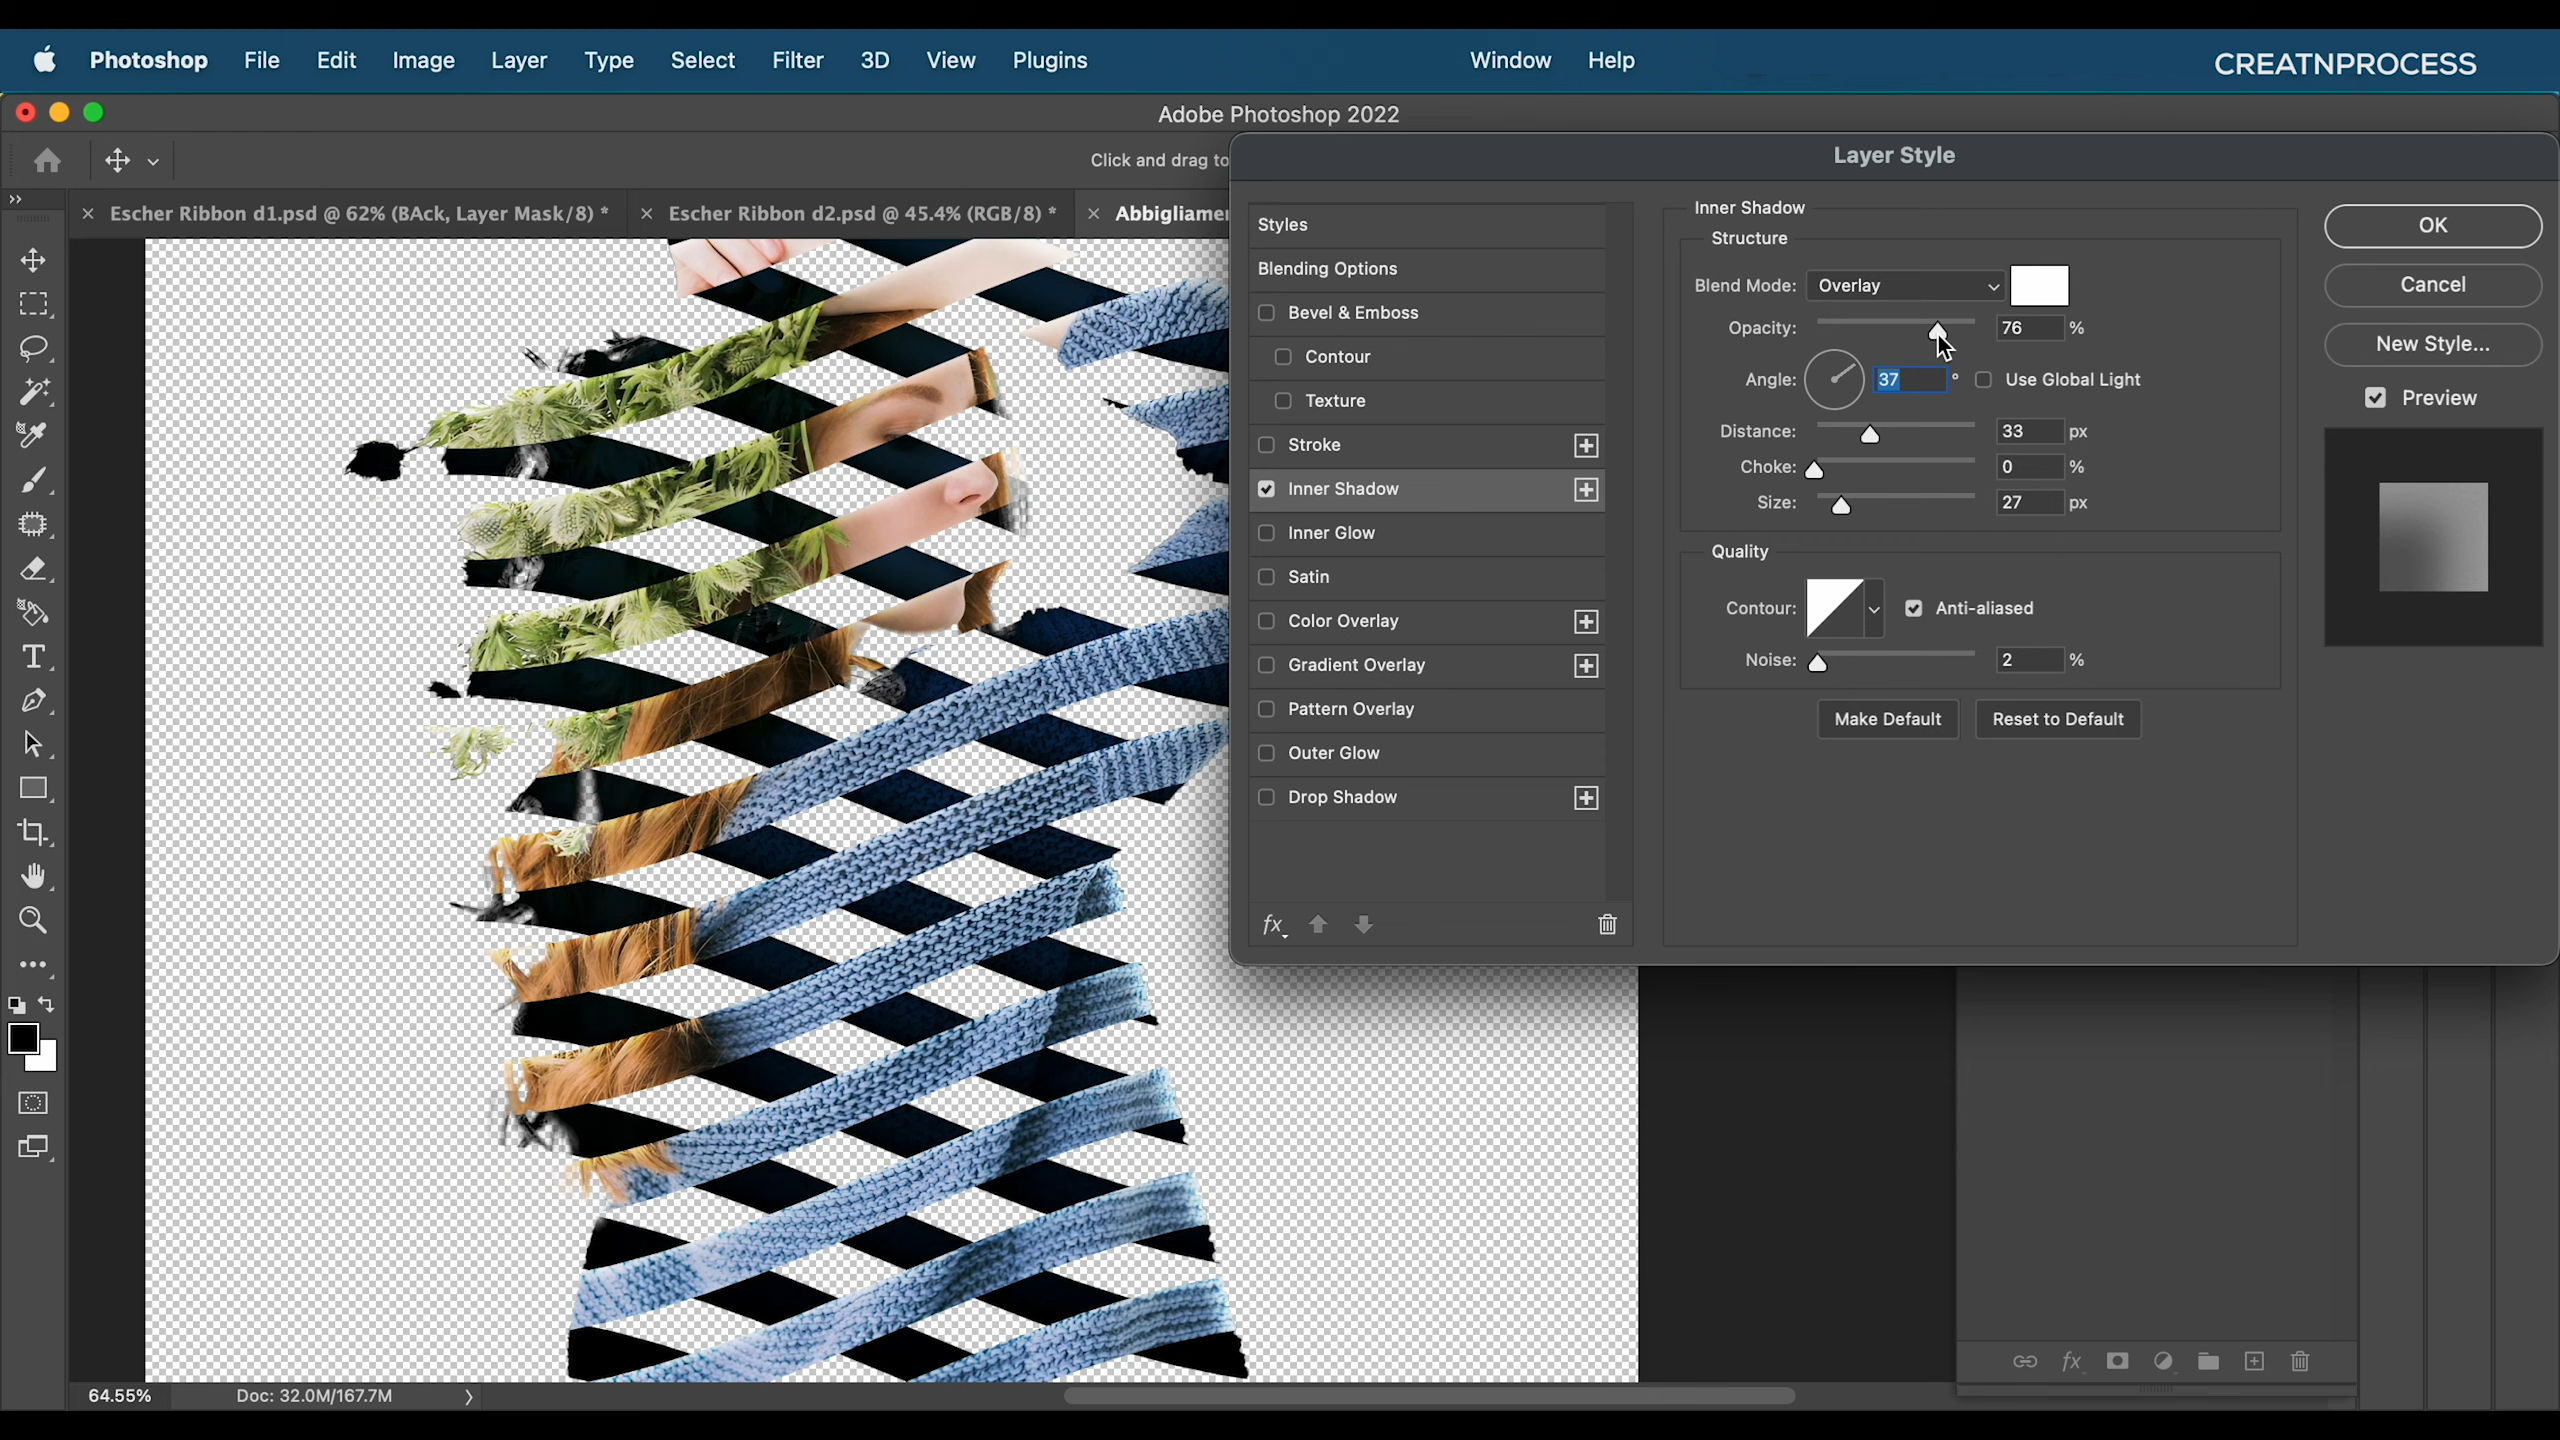 Photoshop File Edit Image Layer Type Select Filter 3D View Plugins Window Help
CREATNPROCESS
Adobe Photoshop 2022
Click and drag to
Layer Style
Escher Ribbon d1.psd @ 62% (BAck, Layer Mask/8) *
Escher Ribbon d2.psd @ 45.4% (RGB/8) *
Styles
Blending Options
Bevel & Emboss
Contour
Texture
Stroke
Inner Shadow
Inner Glow
Satin
Color Overlay
Gradient Overlay
Pattern Overlay
Outer Glow
Drop Shadow
fx
Inner Shadow
Structure
Blend Mode: Overlay
Opacity: 76 %
Angle: 37 ° Use Global Light
Distance: 33 px
Choke: 0 %
Size: 27 px
Quality
Contour: Anti-aliased
Noise: 2 %
Make Default Reset to Default
OK
Cancel
New Style...
Preview
fx
64.55% Doc: 32.0M/167.7M